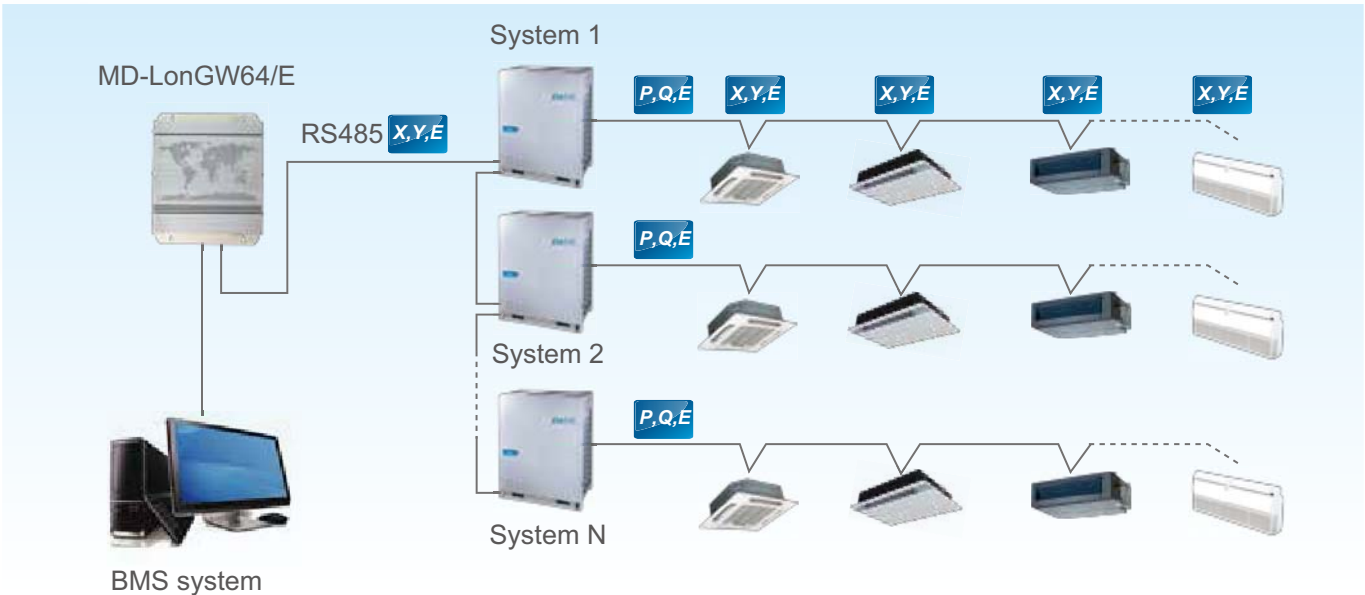 System 1
MD-LonGW64/E
P,Q,E X,Y,E X,Y,E X,Y,E X,Y,E
RS485 X,Y,E
P,Q,E
System 2
P,Q,E
System N
BMS system